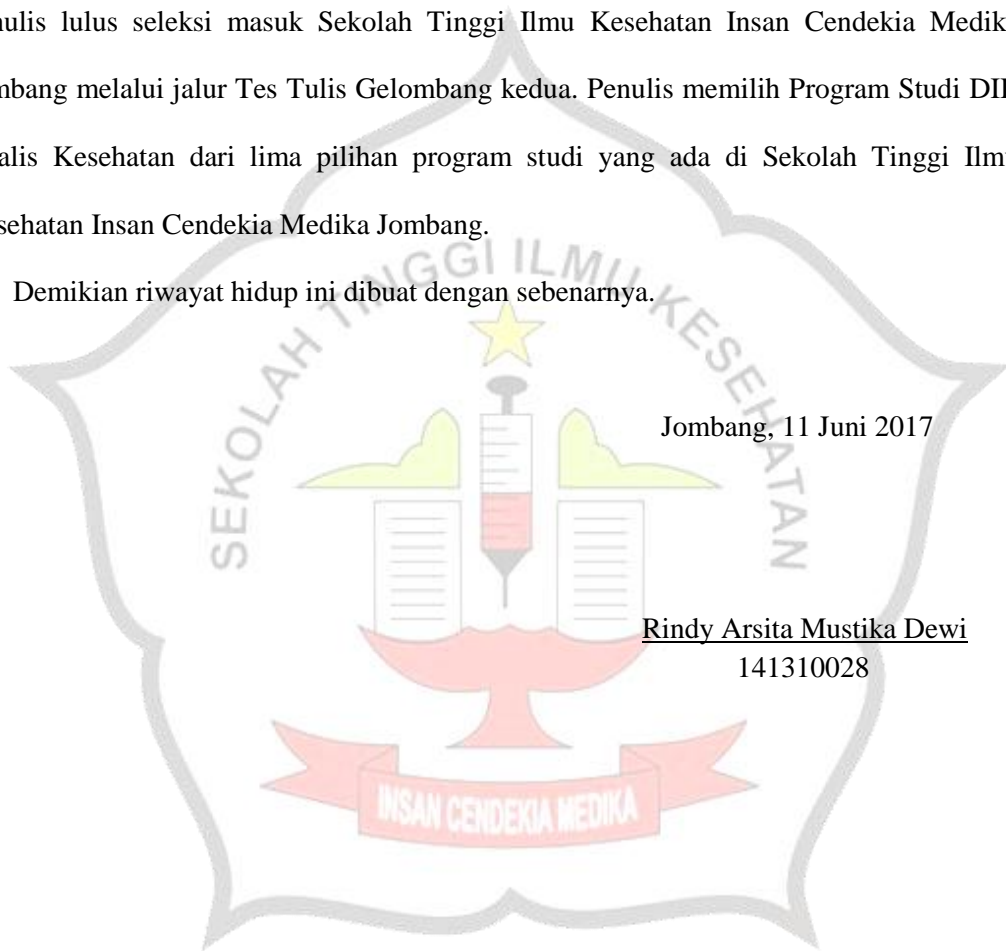 nulis lulus seleksi masuk Sekolah Tinggi Ilmu Kesehatan Insan Cendekia Medik
mbang melalui jalur Tes Tulis Gelombang kedua. Penulis memilih Program Studi DII
alis Kesehatan dari lima pilihan program studi yang ada di Sekolah Tinggi Ilm
sehatan Insan Cendekia Medika Jombang.
Demikian riwayat hidup ini dibuat dengan sebenarnya.
SEKOLAH TINGGI ILMU KESEHATAN
Jombang, 11 Juni 2017
Rindy Arsita Mustika Dewi
141310028
INSAN CENDEKIA MEDIKA